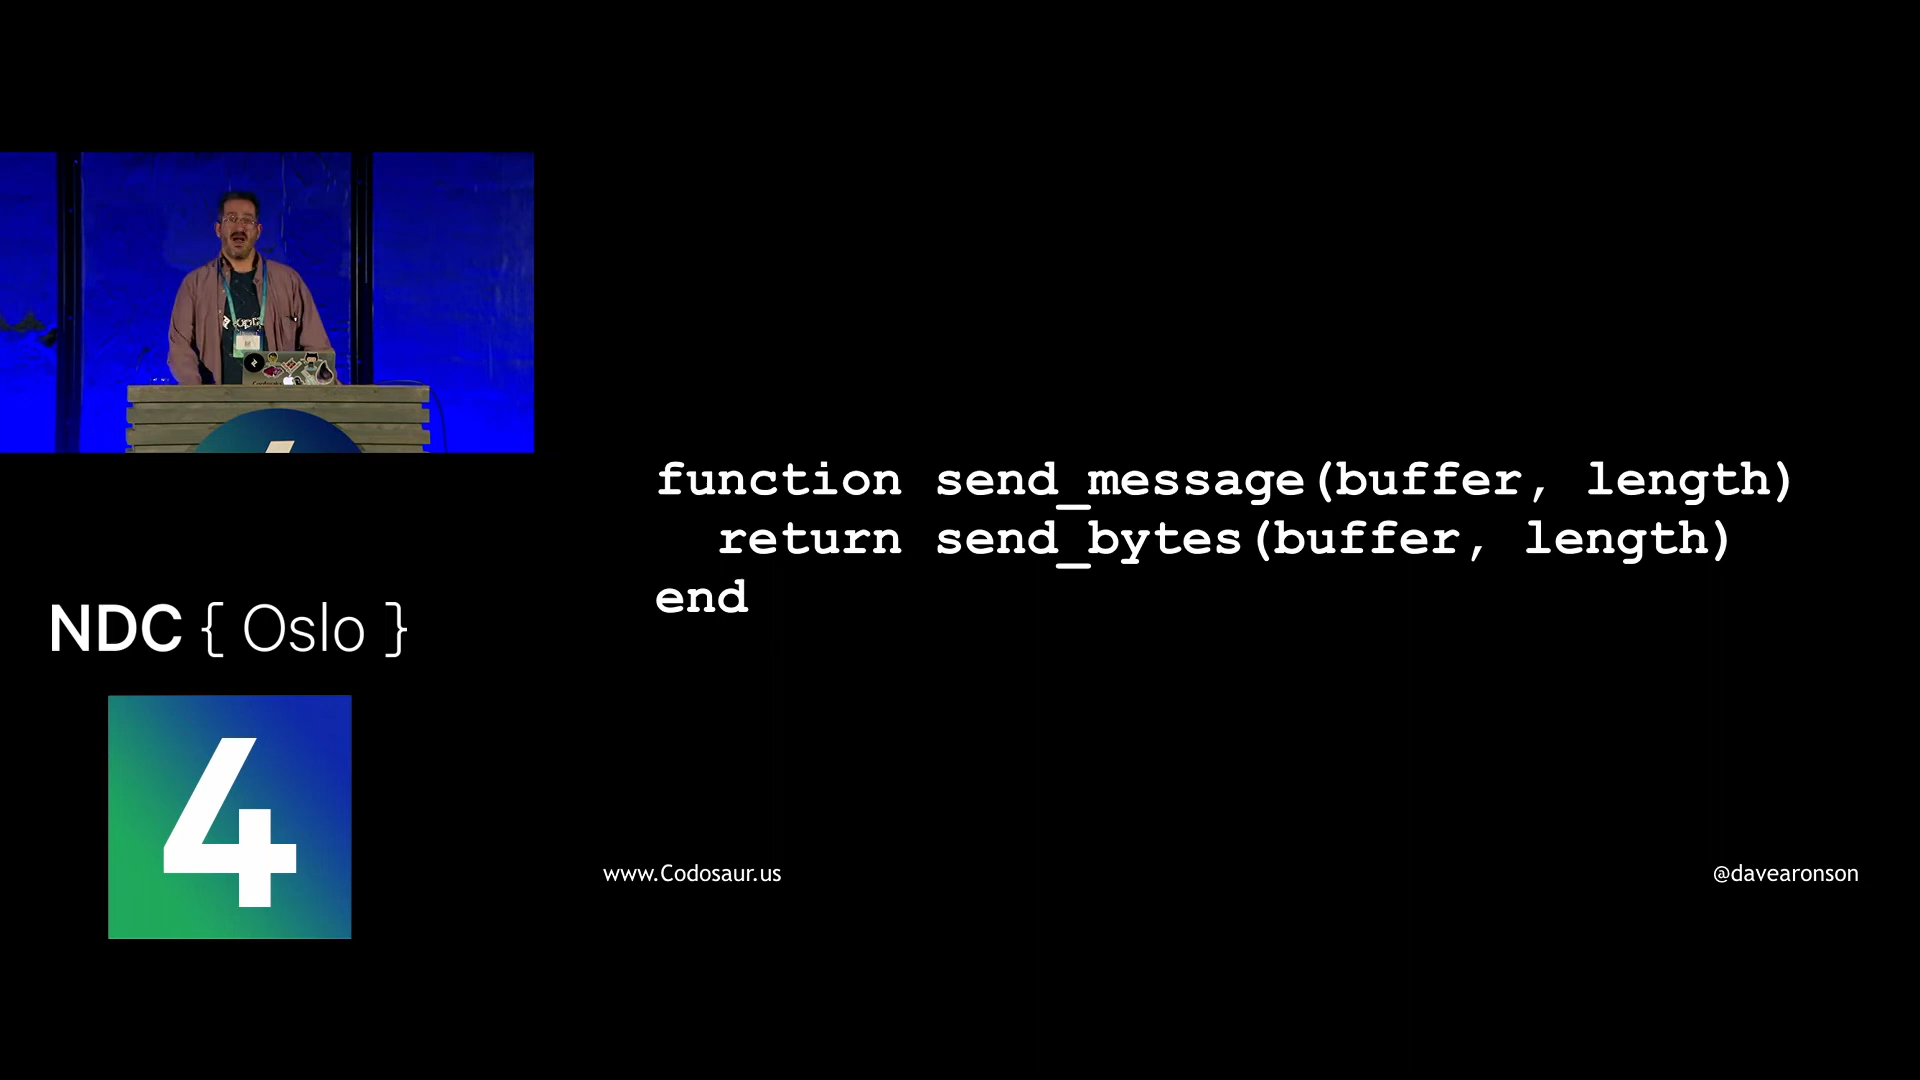 function send_message(buffer, length)
  return send_bytes(buffer, length)
end
NDC { Oslo }
4
www.Codosaur.us
@davearonson